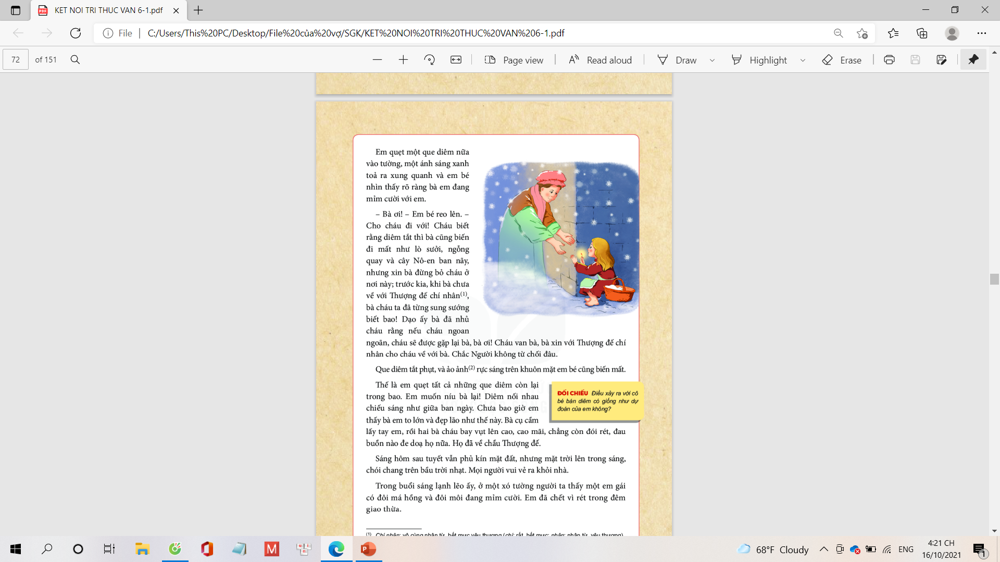 KET NOI TRI THUC VAN 6-1.pdf
File
C:/Users/This%20PC/Desktop/File%20của%20vợ/SGK/KET%20NOI%20TRI%20THUC%20VAN%206-1.pdf
72 of 151
Page view
Read aloud
Draw
Highlight
Erase
Em quẹt một que diêm nữa
vào tường, một ánh sáng xanh
toả ra xung quanh và em bé
nhìn thấy rõ ràng bà em đang
mỉm cười với em.
– Bà ơi! – Em bé reo lên. –
Cho cháu đi với! Cháu biết
rằng diêm tắt thì bà cũng biến
đi mất như lò sưởi, ngỗng
quay và cây Nô-en ban nãy,
nhưng xin bà đừng bỏ cháu ở
nơi này; trước kia, khi bà chưa
về với Thượng đế chí nhân(1),
bà cháu ta đã từng sung sướng
biết bao! Dạo ấy bà đã nhủ
cháu rằng nếu cháu ngoan
ngoãn, cháu sẽ được gặp lại bà, bà ơi! Cháu van bà, bà xin với Thượng đế chí
nhân cho cháu về với bà. Chắc Người không từ chối đâu.
Que diêm tắt phụt, và ảo ảnh(2) rực sáng trên khuôn mặt em bé cũng biến mất.
Thế là em quẹt tất cả những que diêm còn lại
trong bao. Em muốn níu bà lại! Diêm nối nhau
chiếu sáng như giữa ban ngày. Chưa bao giờ em
thấy bà em to lớn và đẹp lão như thế này. Bà cụ cầm
lấy tay em, rồi hai bà cháu bay vụt lên cao, cao mãi, chẳng còn đói rét, đau
buồn nào đe doạ họ nữa. Họ đã về chầu Thượng đế.
ĐỐI CHIẾU Điều xảy ra với cô
bé bán diêm có giống như dự
đoán của em không?
Sáng hôm sau tuyết vẫn phủ kín mặt đất, nhưng mặt trời lên trong sáng,
chói chang trên bầu trời nhạt. Mọi người vui vẻ ra khỏi nhà.
Trong buổi sáng lạnh lẽo ấy, ở một xó tường người ta thấy một em gái
có đôi má hồng và đôi môi đang mỉm cười. Em đã chết vì rét trong đêm
giao thừa.
(1) Chí nhân: vô cùng nhân từ, hết mực yêu thương (chí: rất, hết mực; nhân: nhân từ, yêu thương).
68°F Cloudy
ENG
4:21 CH
16/10/2021
1